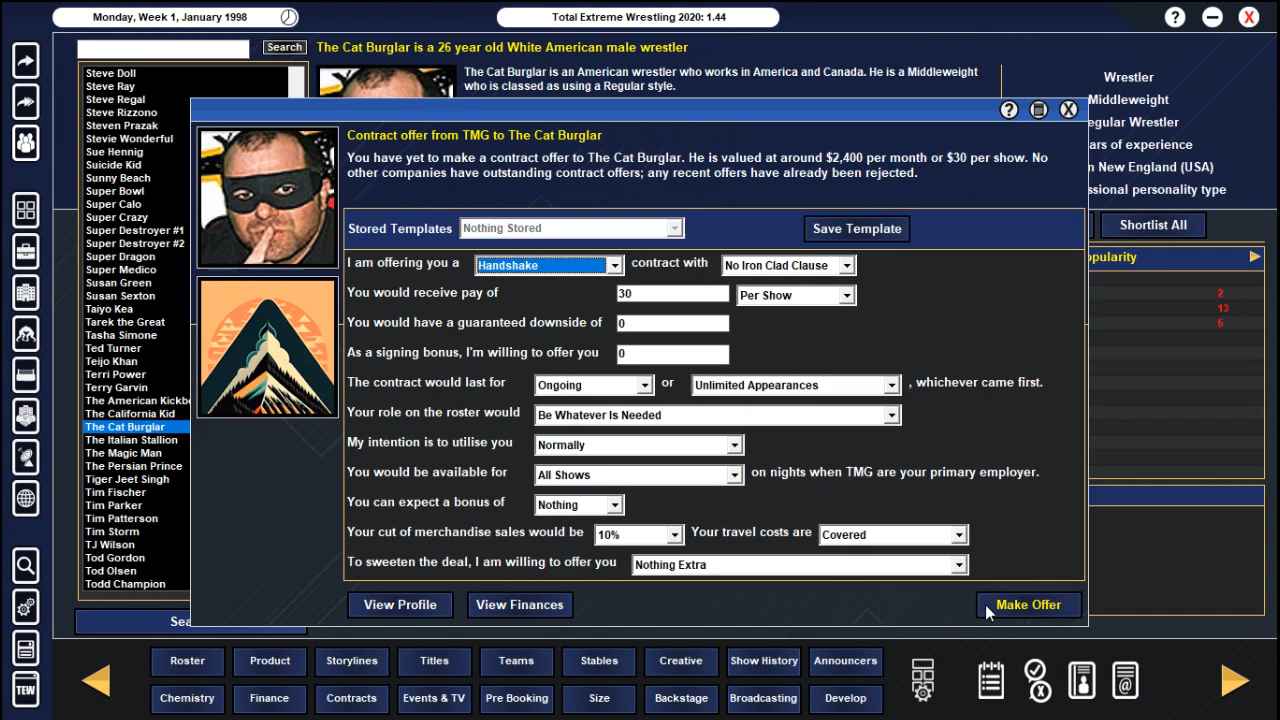 Monday, Week 1, January 1998
Total Extreme Wrestling 2020: 1.44
?
X
Search
The Cat Burglar is a 26 year old White American male wrestler
The Cat Burglar is an American wrestler who works in America and Canada. He is a Middleweight
who is classed as using a Regular style.
Wrestler
Middleweight
egular Wrestler
ars of experience
n New England (USA)
ssional personality type
Shortlist All
opularity
2
13
5
Steve Doll
Steve Ray
Steve Regal
Steve Rizzono
Steven Prazak
Stevie Wonderful
Sue Hennig
Suicide Kid
Sunny Beach
Super Bowl
Super Calo
Super Crazy
Super Destroyer #1
Super Destroyer #2
Super Dragon
Super Medico
Susan Green
Susan Sexton
Taiyo Kea
Tarek the Great
Tasha Simone
Ted Turner
Teijo Khan
Terri Power
Terry Garvin
The American Kickbo
The California Kid
The Cat Burglar
The Italian Stallion
The Magic Man
The Persian Prince
Tiger Jeet Singh
Tim Fischer
Tim Parker
Tim Patterson
Tim Storm
TJ Wilson
Tod Gordon
Tod Olsen
Todd Champion
Sea
?
X
Contract offer from TMG to The Cat Burglar
You have yet to make a contract offer to The Cat Burglar. He is valued at around $2,400 per month or $30 per show. No
other companies have outstanding contract offers; any recent offers have already been rejected.
Stored Templates Nothing Stored Save Template
I am offering you a Handshake contract with No Iron Clad Clause
You would receive pay of 30 Per Show
You would have a guaranteed downside of 0
As a signing bonus, I'm willing to offer you 0
The contract would last for Ongoing or Unlimited Appearances , whichever came first.
Your role on the roster would Be Whatever Is Needed
My intention is to utilise you Normally
You would be available for All Shows on nights when TMG are your primary employer.
You can expect a bonus of Nothing
Your cut of merchandise sales would be 10% Your travel costs are Covered
To sweeten the deal, I am willing to offer you Nothing Extra
View Profile View Finances Make Offer
TEW
Roster Product Storylines Titles Teams Stables Creative Show History Announcers
Chemistry Finance Contracts Events & TV Pre Booking Size Backstage Broadcasting Develop